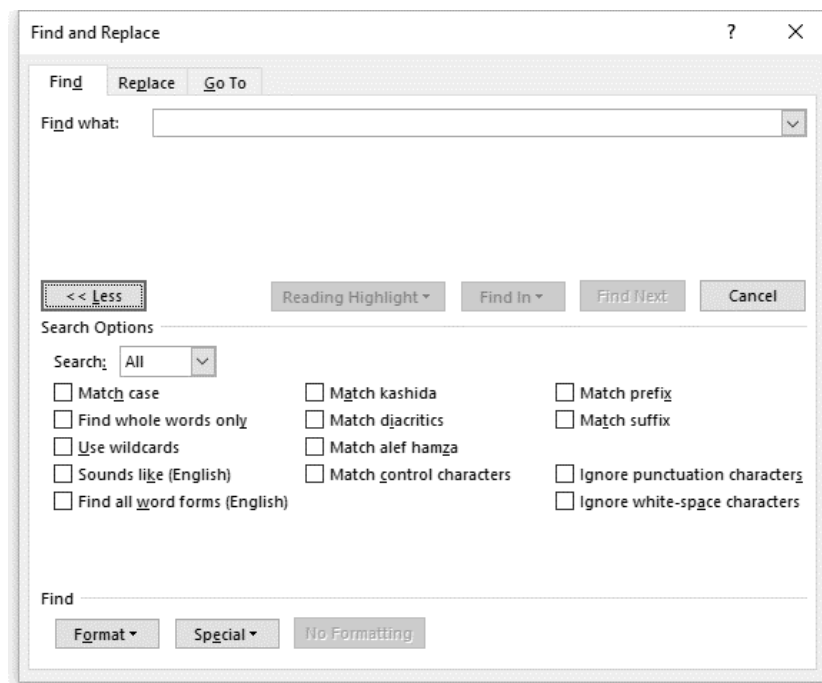 Find and Replace ?
Find Replace Go To
Find what:
<< Less Reading Highlight Find In Find Next Cancel
Search Options
Search: All
Match case Match kashida Match prefix
Find whole words only Match diacritics Match suffix
Use wildcards Match alef hamza
Sounds like (English) Match control characters Ignore punctuation characters
Find all word forms (English) Ignore white-space characters
Find
Format Special No Formatting